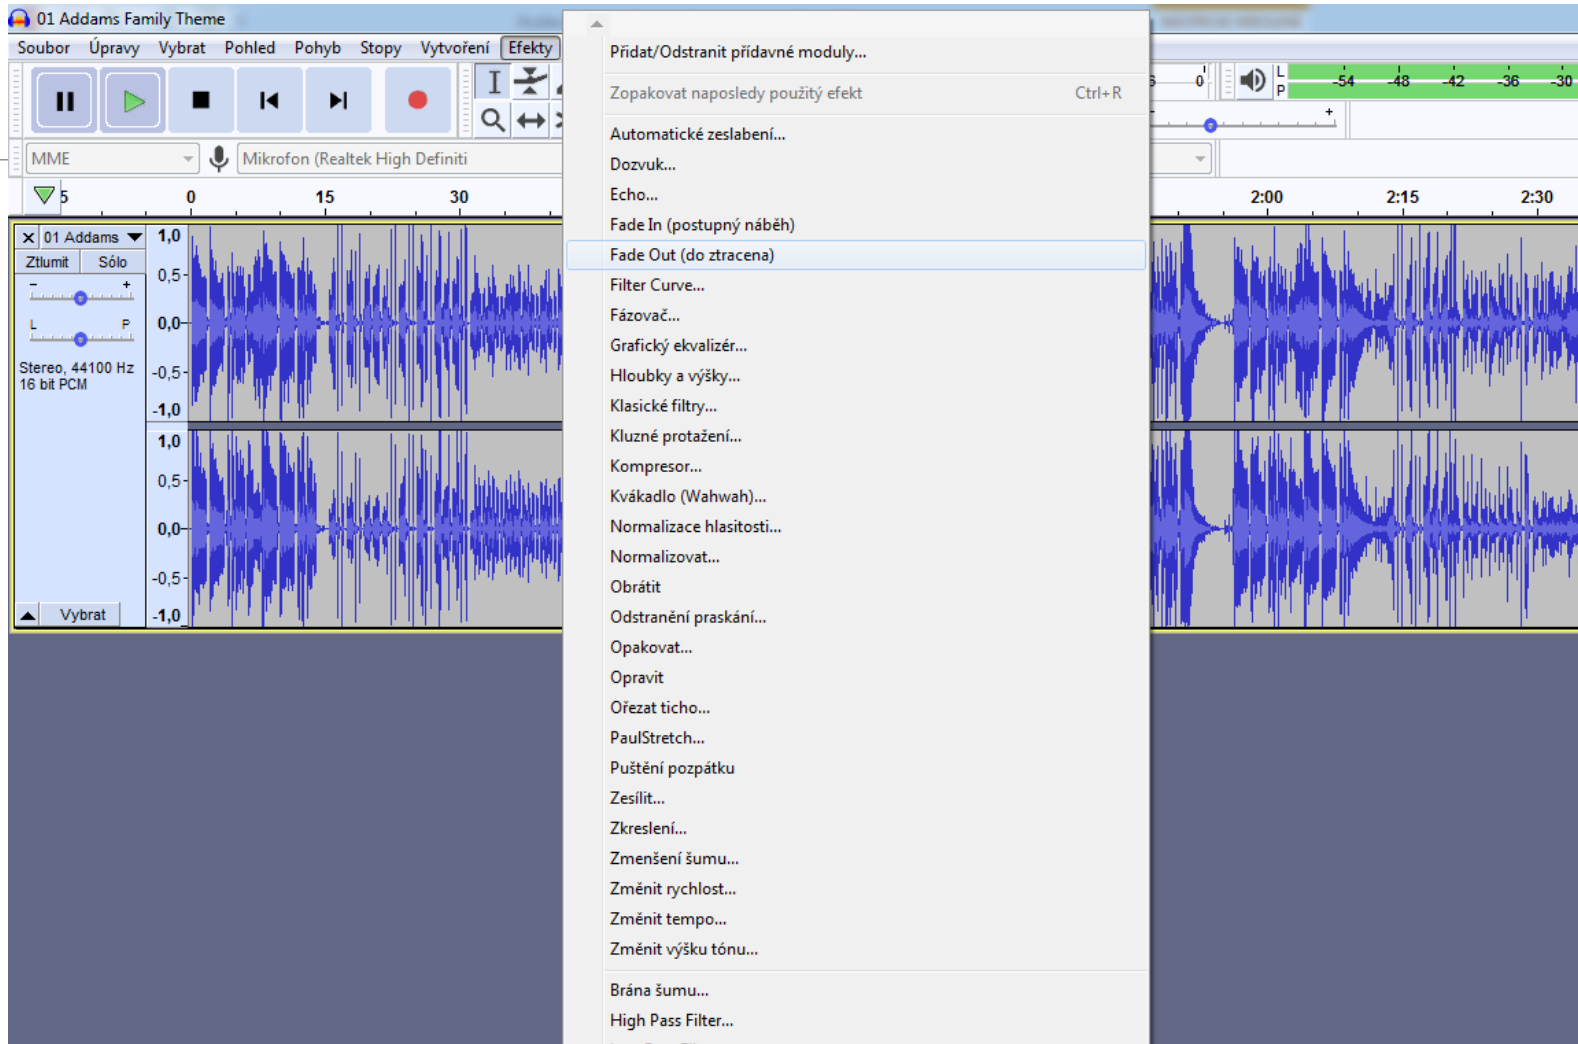 01 Addams Family Theme
Soubor Úpravy Vybrat Pohled Pohyb Stopy Vytvoření Efekty
Přidat/Odstranit přídavné moduly...
Zopakovat naposledy použitý efekt Ctrl+R
Automatické zeslabení...
Dozvuk...
Echo...
Fade In (postupný náběh)
Fade Out (do ztracena)
Filter Curve...
Fázovač...
Grafický ekvalizér...
Hloubky a výšky...
Klasické filtry...
Kluzné protažení...
Kompresor...
Kvákadlo (Wahwah)...
Normalizace hlasitosti...
Normalizovat...
Obrátit
Odstranění praskání...
Opakovat...
Opravit
Ořezat ticho...
PaulStretch...
Puštění pozpátku
Zesílit...
Zkreslení...
Zmenšení šumu...
Změnit rychlost...
Změnit tempo...
Změnit výšku tónu...
Brána šumu...
High Pass Filter...
0 L P -54 -48 -42 -36 -30
- +
MME Mikrofon (Realtek High Definiti
5 0 15 30 2:00 2:15 2:30
X 01 Addams
Ztlumit Sólo
- +
L P
Stereo, 44100 Hz
16 bit PCM
Vybrat
1,0
0,5-
0,0-
-0,5-
-1,0
1,0
0,5-
0,0-
-0,5-
-1,0